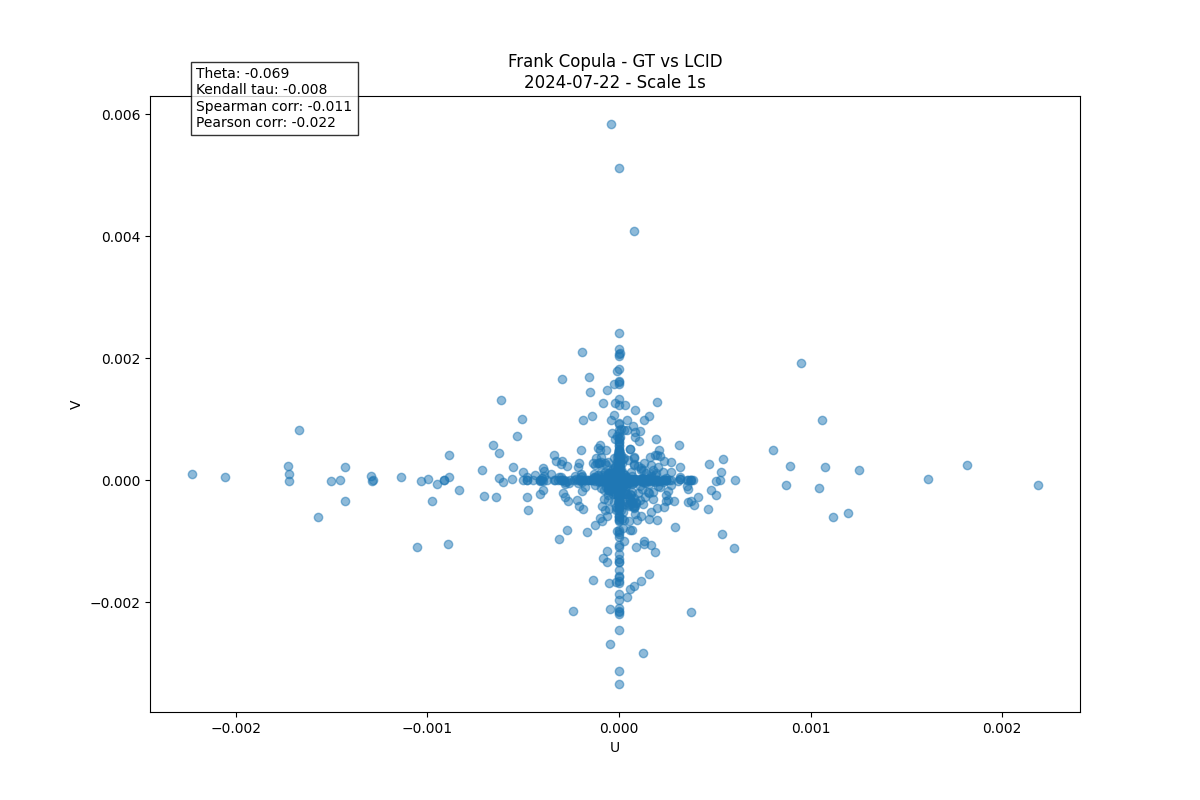 Frank Copula - GT vs LCID
2024-07-22 - Scale 1s
Theta: -0.069
Kendall tau: -0.008
Spearman corr: -0.011
Pearson corr: -0.022
0.006
0.004
0.002
0.000
−0.002
V
−0.002
−0.001
0.000
0.001
0.002
U